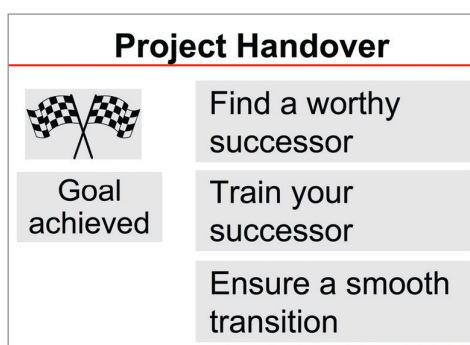 Project Handover
Goal
achieved
Find a worthy
successor
Train your
successor
Ensure a smooth
transition